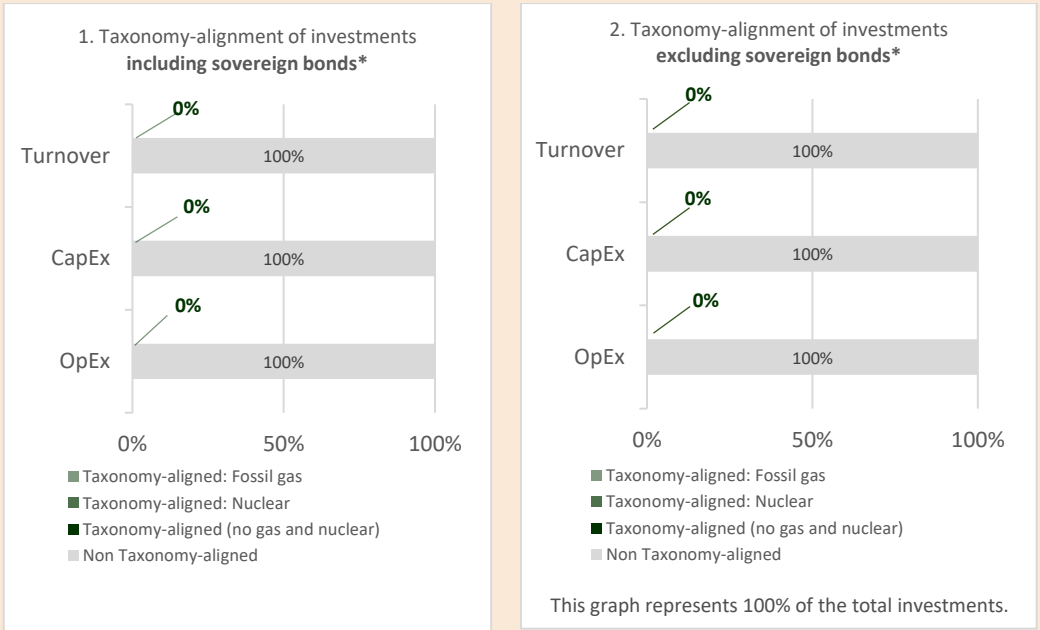 1. Taxonomy-alignment of investments
including sovereign bonds*
0%
Turnover
100%
0%
CapEx
100%
0%
OpEx
100%
0%
50%
100%
Taxonomy-aligned: Fossil gas
Taxonomy-aligned: Nuclear
Taxonomy-aligned (no gas and nuclear)
Non Taxonomy-aligned
2. Taxonomy-alignment of investments
excluding sovereign bonds*
0%
Turnover
100%
0%
CapEx
100%
0%
OpEx
100%
0%
50%
100%
Taxonomy-aligned: Fossil gas
Taxonomy-aligned: Nuclear
Taxonomy-aligned (no gas and nuclear)
Non Taxonomy-aligned
This graph represents 100% of the total investments.